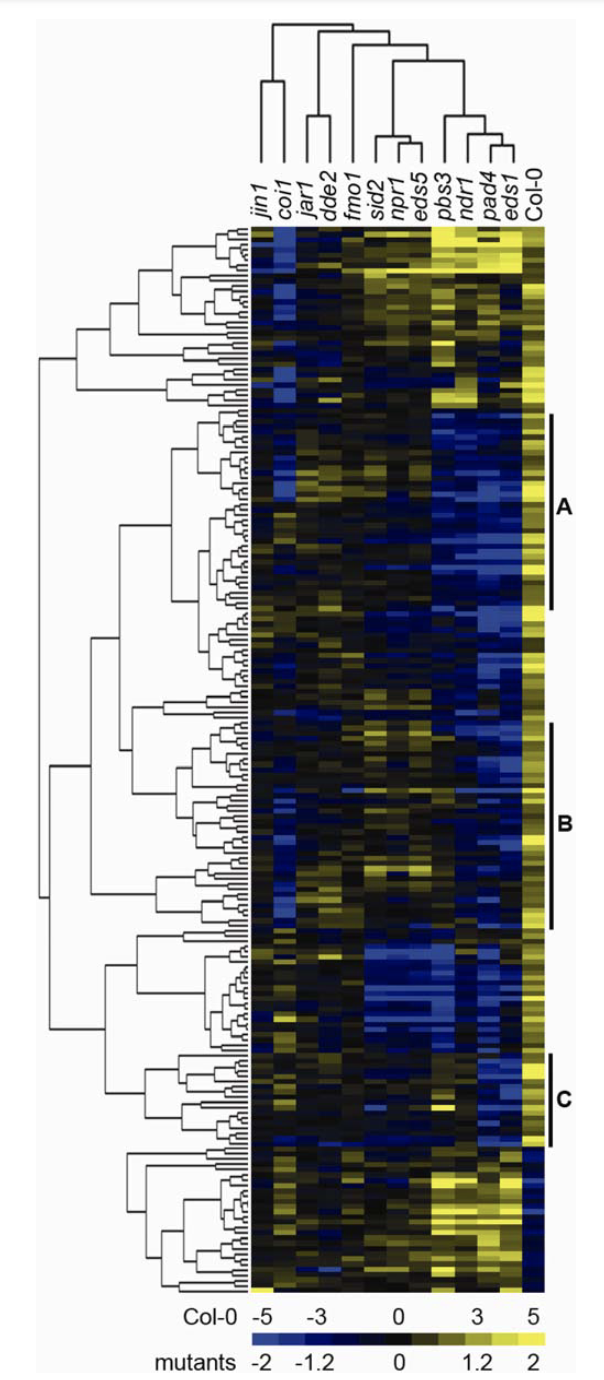 jin1 coi1 jar1 dde2 fmo1 sid2 npr1 eds5 pbs3 ndr1 pad4 eds1 Col-0
A
B
C
Col-0 -5 -3 0 3 5
mutants -2 -1.2 0 1.2 2